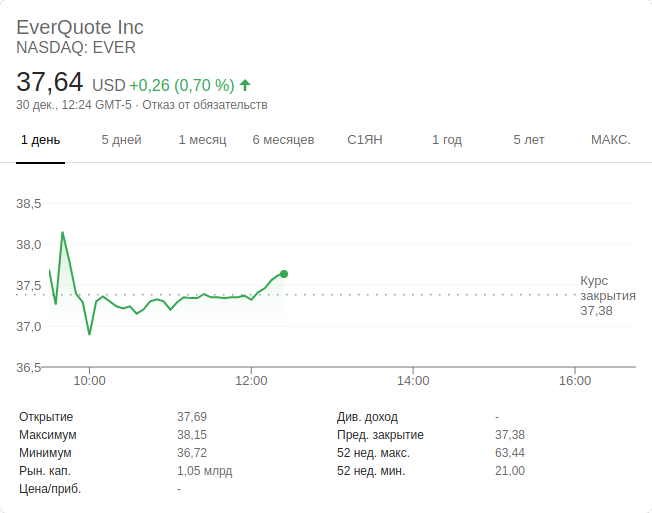 EverQuote Inc
NASDAQ: EVER
37,64 USD +0,26 (0,70 %)
30 дек., 12:24 GMT-5 · Отказ от обязательств
1 день 5 дней 1 месяц 6 месяцев С1ЯН 1 год 5 лет МАКС.
38,5
38,0
37,5
37,0
36,5
Курс
закрытия
37,38
10:00 12:00 14:00 16:00
Открытие 37,69 Див. доход -
Максимум 38,15 Пред. закрытие 37,38
Минимум 36,72 52 нед. макс. 63,44
Рын. кап. 1,05 млрд 52 нед. мин. 21,00
Цена/приб. -